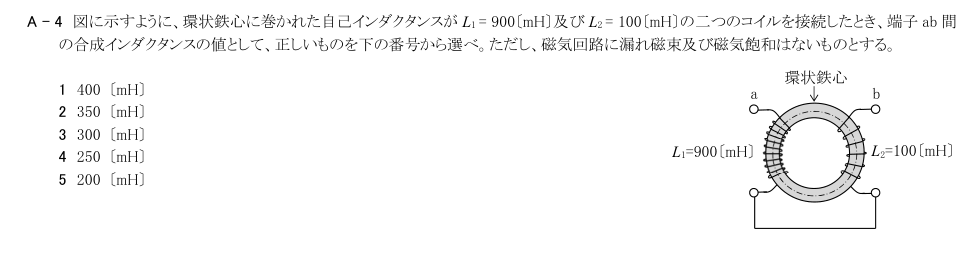 A － 4 図に示すように、環状鉄心に巻かれた自己インダクタンスが L₁ = 900〔mH〕及び L₂ = 100〔mH〕の二つのコイルを接続したとき、端子 ab 間
の合成インダクタンスの値として、正しいものを下の番号から選べ。ただし、磁気回路に漏れ磁束及び磁気飽和はないものとする。
1 400 〔mH〕
2 350 〔mH〕
3 300 〔mH〕
4 250 〔mH〕
5 200 〔mH〕
環状鉄心
a
b
L₁=900〔mH〕
L₂=100〔mH〕